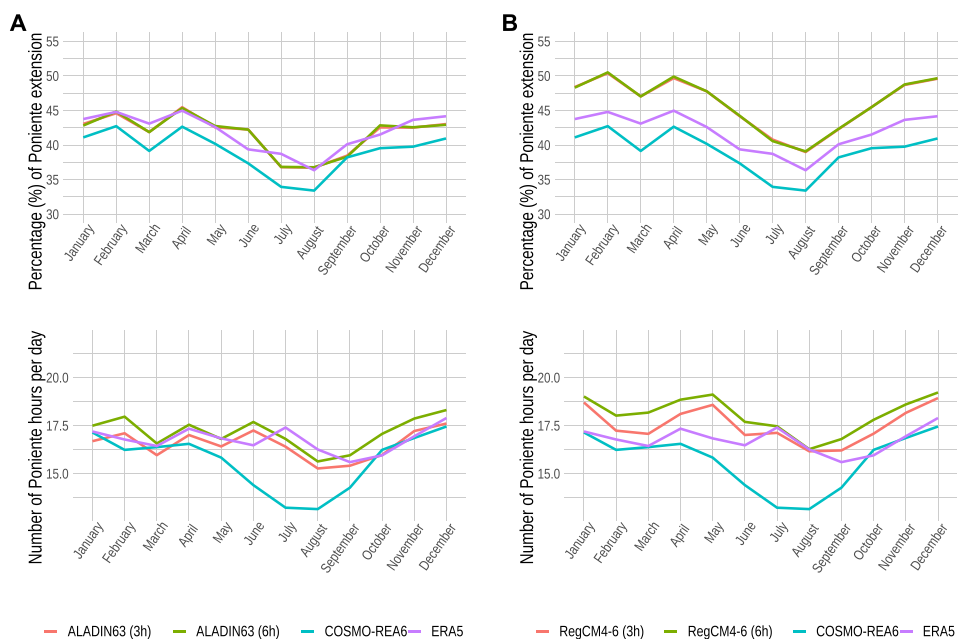 A
B
Percentage (%) of Poniente extension
55
50
45
40
35
30
January
February
March
April
May
June
July
August
September
October
November
December
Percentage (%) of Poniente extension
55
50
45
40
35
30
January
February
March
April
May
June
July
August
September
October
November
December
Number of Poniente hours per day
20.0
17.5
15.0
January
February
March
April
May
June
July
August
September
October
November
December
Number of Poniente hours per day
20.0
17.5
15.0
January
February
March
April
May
June
July
August
September
October
November
December
ALADIN63 (3h) ALADIN63 (6h) COSMO-REA6 ERA5
RegCM4-6 (3h) RegCM4-6 (6h) COSMO-REA6 ERA5